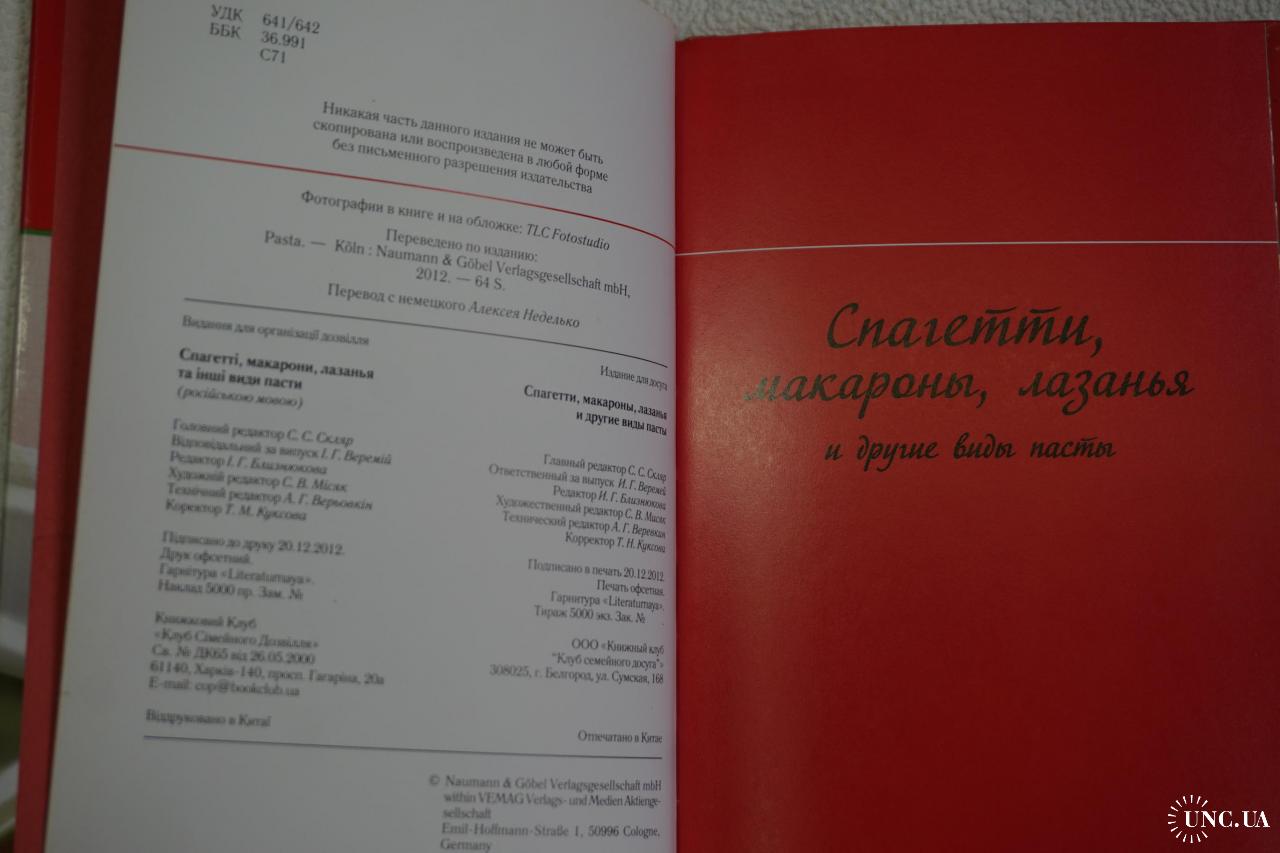 УДК 641/642
ББК 36.991
С71
Никакая часть данного издания не может быть
скопирована или воспроизведена в любой форме
без письменного разрешения издательства
Фотографии в книге и на обложке: TLC Fotostudio
Переведено по изданию:
Pasta. — Köln : Naumann & Göbel Verlagsgesellschaft mbH,
2012. — 64 S.
Перевод с немецкого Алексея Неделько
Видання для організації дозвілля
Спагетті, макарони, лазанья
та інші види пасти
(російською мовою)
Головний редактор С. С. Скляр
Відповідальний за випуск І. Г. Веремій
Редактор І. Г. Близнюкова
Художній редактор С. В. Місяк
Технічний редактор А. Г. Верьовкін
Коректор Т. М. Куксова
Підписано до друку 20.12.2012.
Друк офсетний.
Гарнітура «Literaturnaya».
Наклад 5000 пр. Зам. №
Книжковий Клуб
«Клуб Сімейного Дозвілля»
Св. № ДК65 від 26.05.2000
61140, Харків-140, просп. Гагаріна, 20а
E-mail: cop@bookclub.ua
Віддруковано в Китаї
Издание для досуга
Спагетти, макароны, лазанья
и другие виды пасты
Главный редактор С. С. Скляр
Ответственный за выпуск И. Г. Веремей
Редактор И. Г. Близнюкова
Художественный редактор С. В. Мисяк
Технический редактор А. Г. Веревкин
Корректор Т. Н. Куксова
Подписано в печать 20.12.2012.
Печать офсетная.
Гарнитура «Literaturnaya».
Тираж 5000 экз. Зак. №
ООО «Книжный клуб
"Клуб семейного досуга"»
308025, г. Белгород, ул. Сумская, 168
Отпечатано в Китае
© Naumann & Göbel Verlagsgesellschaft mbH
within VEMAG Verlags- und Medien Aktienge-
sellschaft
Emil-Hoffmann-Straße 1, 50996 Cologne,
Germany
Спагетти,
макароны, лазанья
и другие виды пасты
UNC.UA